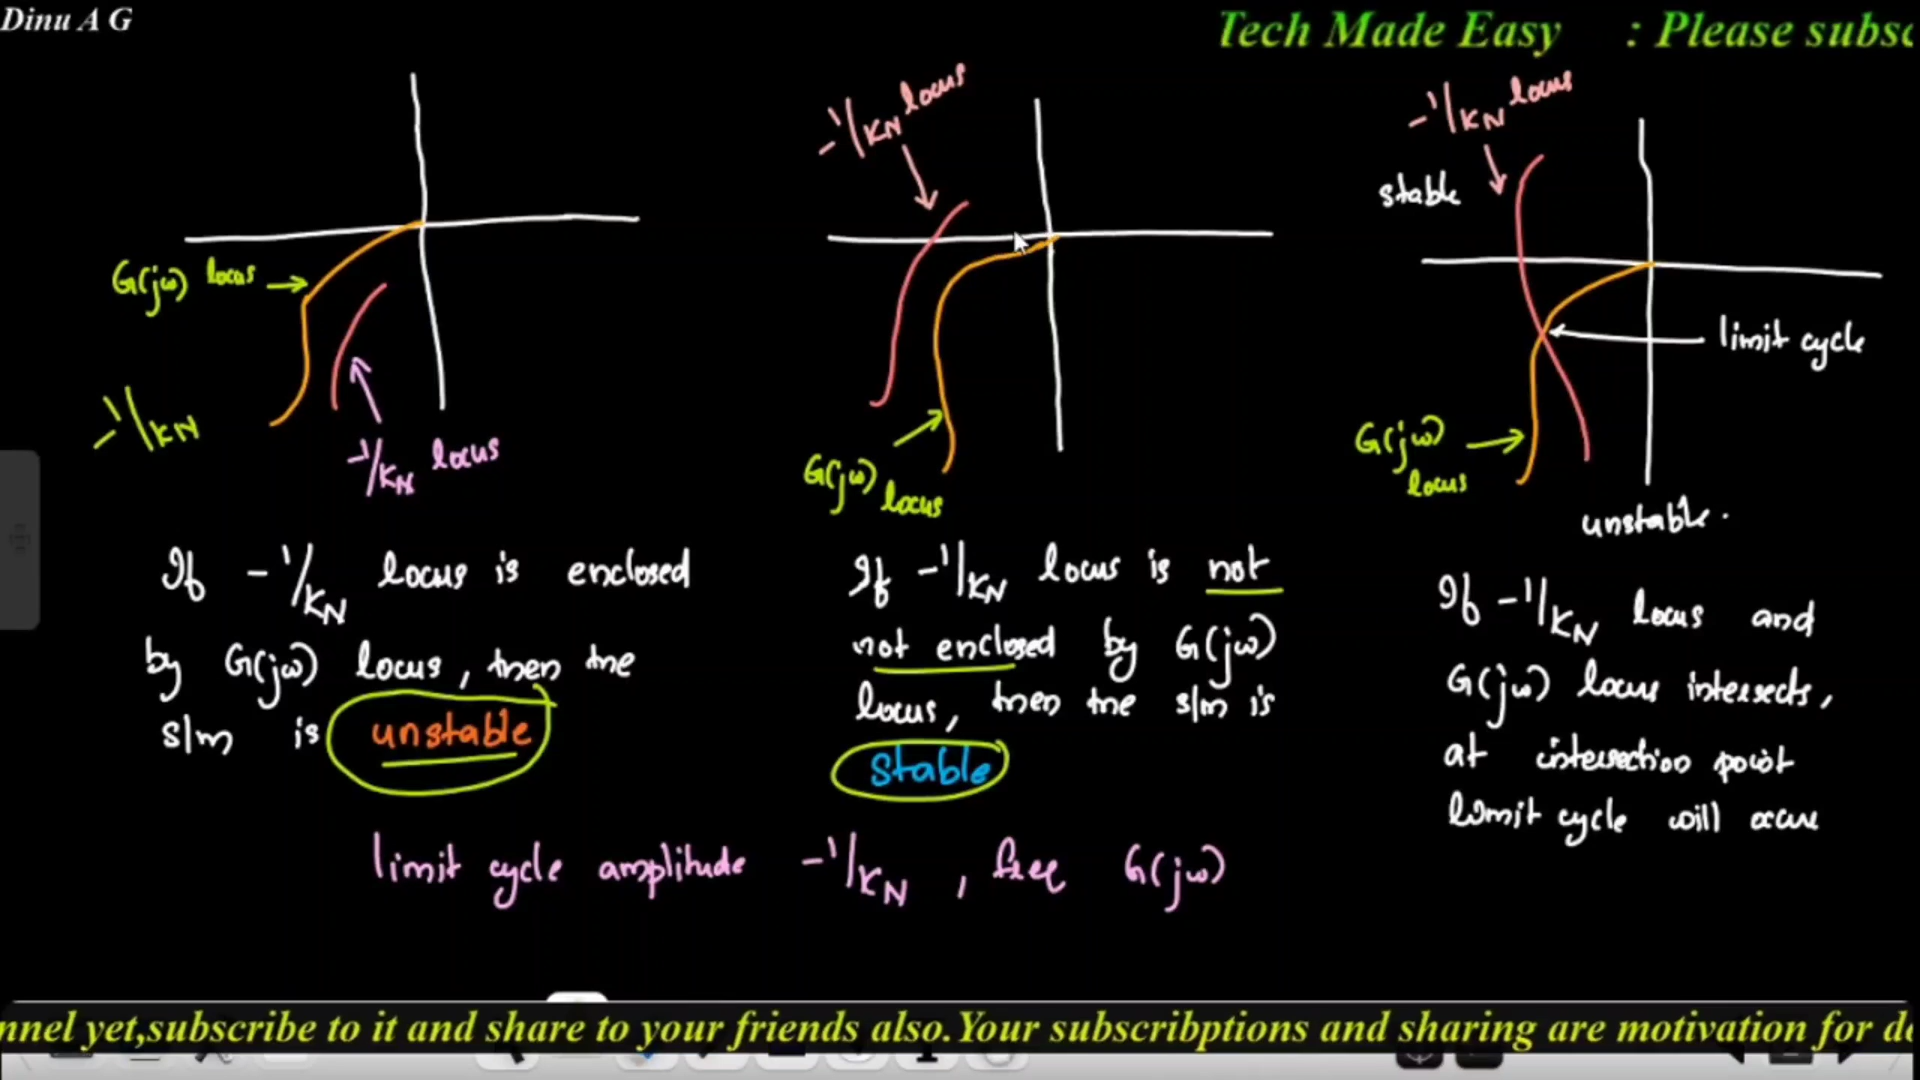 Dinu A G
Tech Made Easy : Please subsc
G(jω) locus
-1/KN
-1/KN locus
If -1/KN locus is enclosed
by G(jω) locus, then the
s/m is unstable
-1/KN locus
G(jω) locus
If -1/KN locus is not
not enclosed by G(jω)
locus, then the s/m is
stable
-1/KN locus
stable
limit cycle
G(jω)
locus
unstable.
If -1/KN locus and
G(jω) locus intersects,
at intersection point
limit cycle will occur
limit cycle amplitude -1/KN, freq G(jω)
nnel yet,subscribe to it and share to your friends also.Your subscribptions and sharing are motivation for de